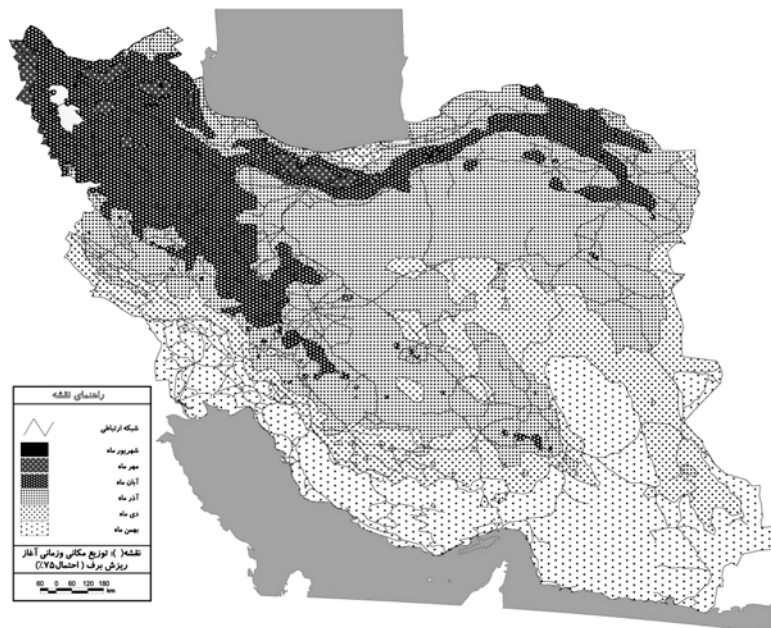 راهنمای نقشه
شبکه ارتباطی
شهریور ماه
مهر ماه
آبان ماه
آذر ماه
دی ماه
بهمن ماه
نقشه( ): توزیع مکانی وزمانی آغاز
ریزش برف ( احتمال۷۵٪)
60 0 60 120 180
km